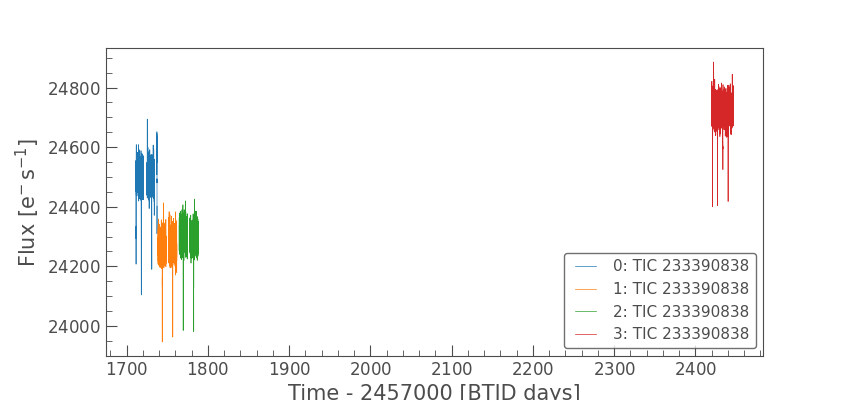 24800
24600
24400
24200
24000
Flux [e⁻ s⁻¹]
0: TIC 233390838
1: TIC 233390838
2: TIC 233390838
3: TIC 233390838
1700 1800 1900 2000 2100 2200 2300 2400
Time - 2457000 [BTJD days]